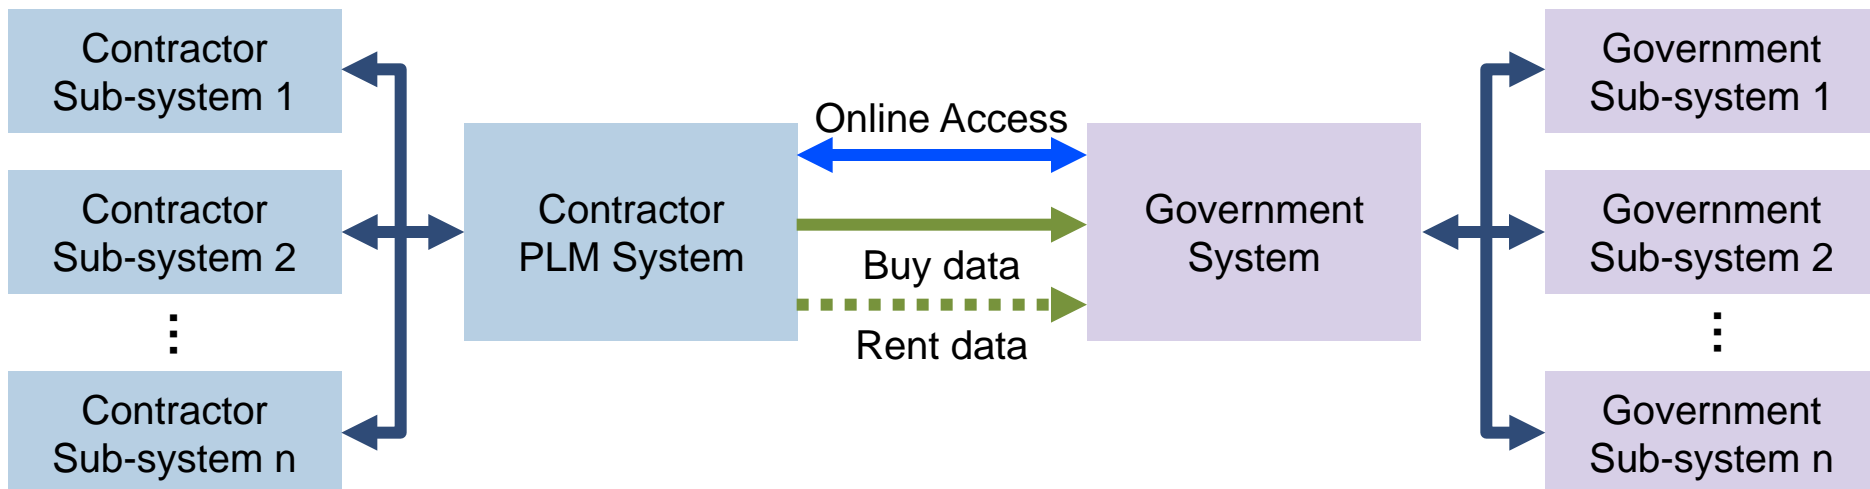 Contractor
Sub-system 1
Contractor
Sub-system 2
Contractor
Sub-system n
Contractor
PLM System
Online Access
Buy data
Rent data
Government
System
Government
Sub-system 1
Government
Sub-system 2
Government
Sub-system n